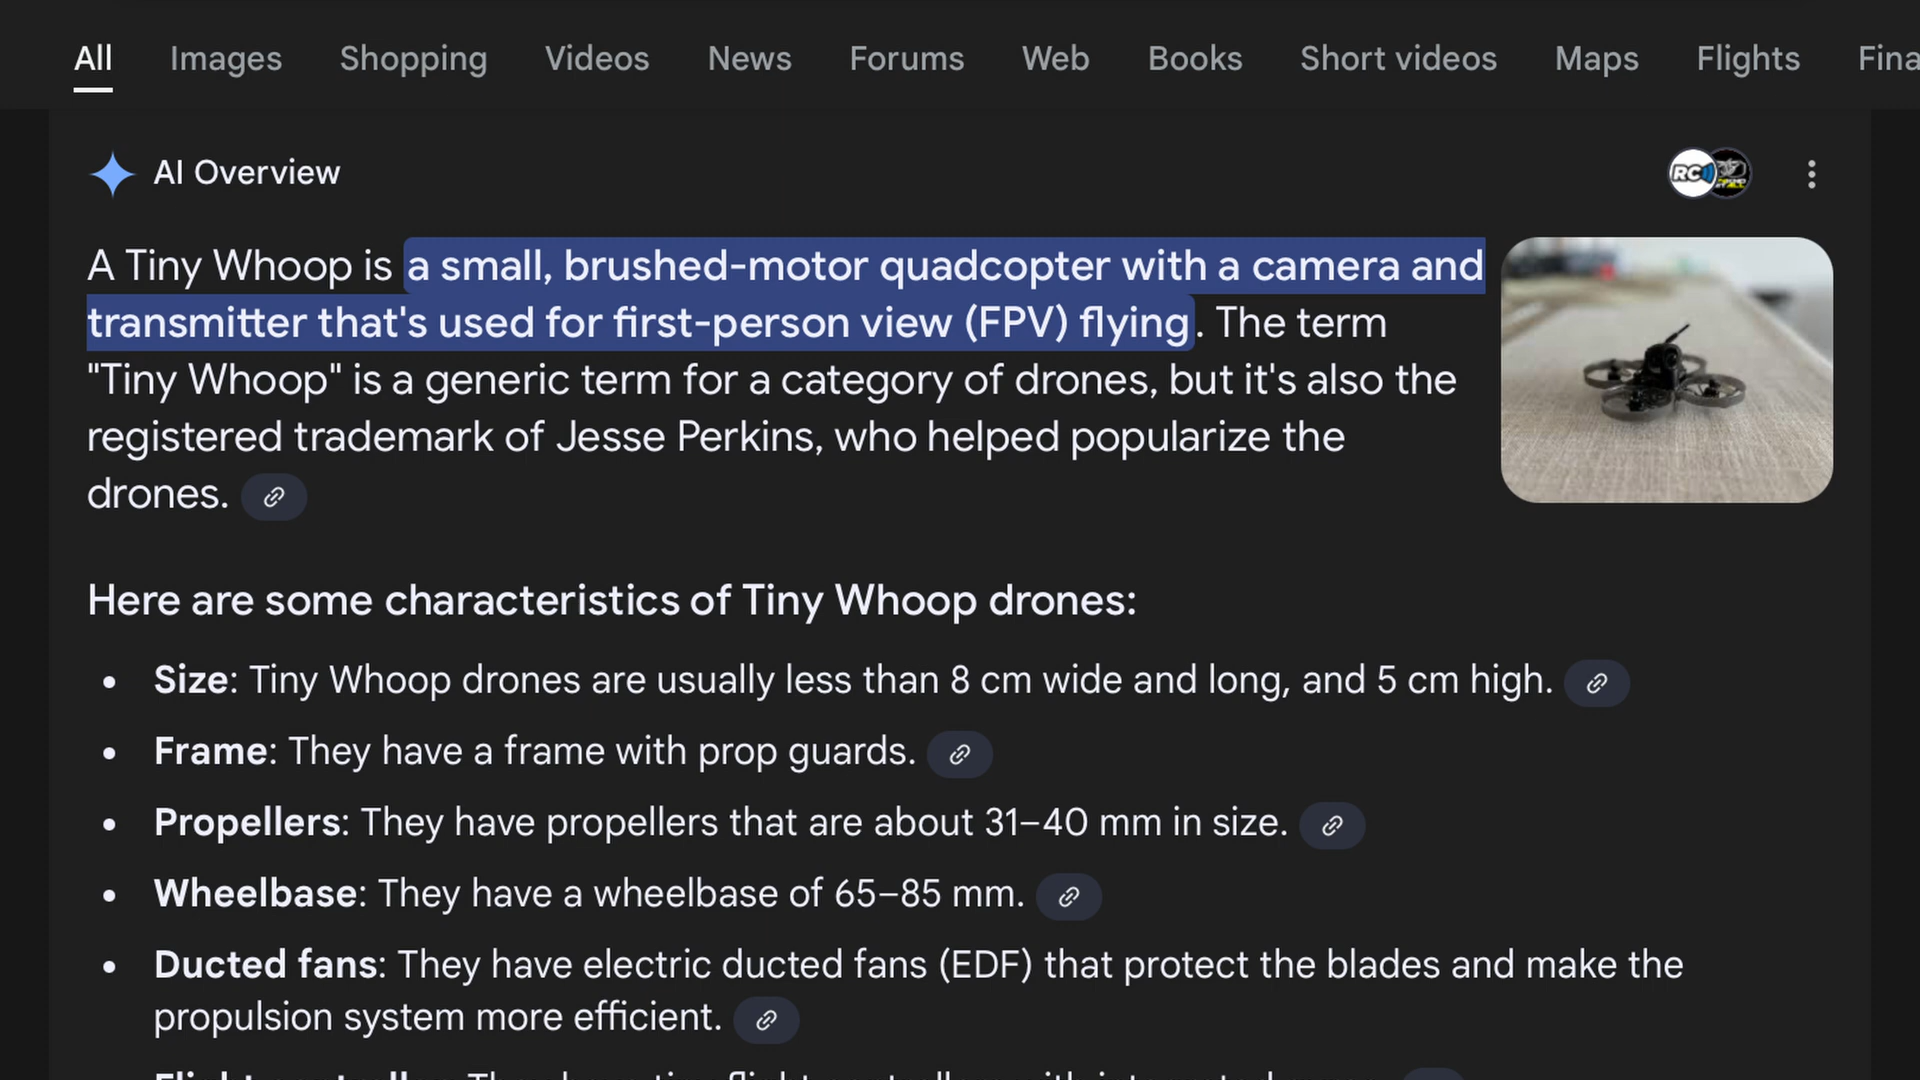 All Images Shopping Videos News Forums Web Books Short videos Maps Flights Fina
AI Overview
RC
A Tiny Whoop is a small, brushed-motor quadcopter with a camera and
transmitter that's used for first-person view (FPV) flying. The term
"Tiny Whoop" is a generic term for a category of drones, but it's also the
registered trademark of Jesse Perkins, who helped popularize the
drones.
Here are some characteristics of Tiny Whoop drones:
• Size: Tiny Whoop drones are usually less than 8 cm wide and long, and 5 cm high.
• Frame: They have a frame with prop guards.
• Propellers: They have propellers that are about 31–40 mm in size.
• Wheelbase: They have a wheelbase of 65–85 mm.
• Ducted fans: They have electric ducted fans (EDF) that protect the blades and make the
propulsion system more efficient.